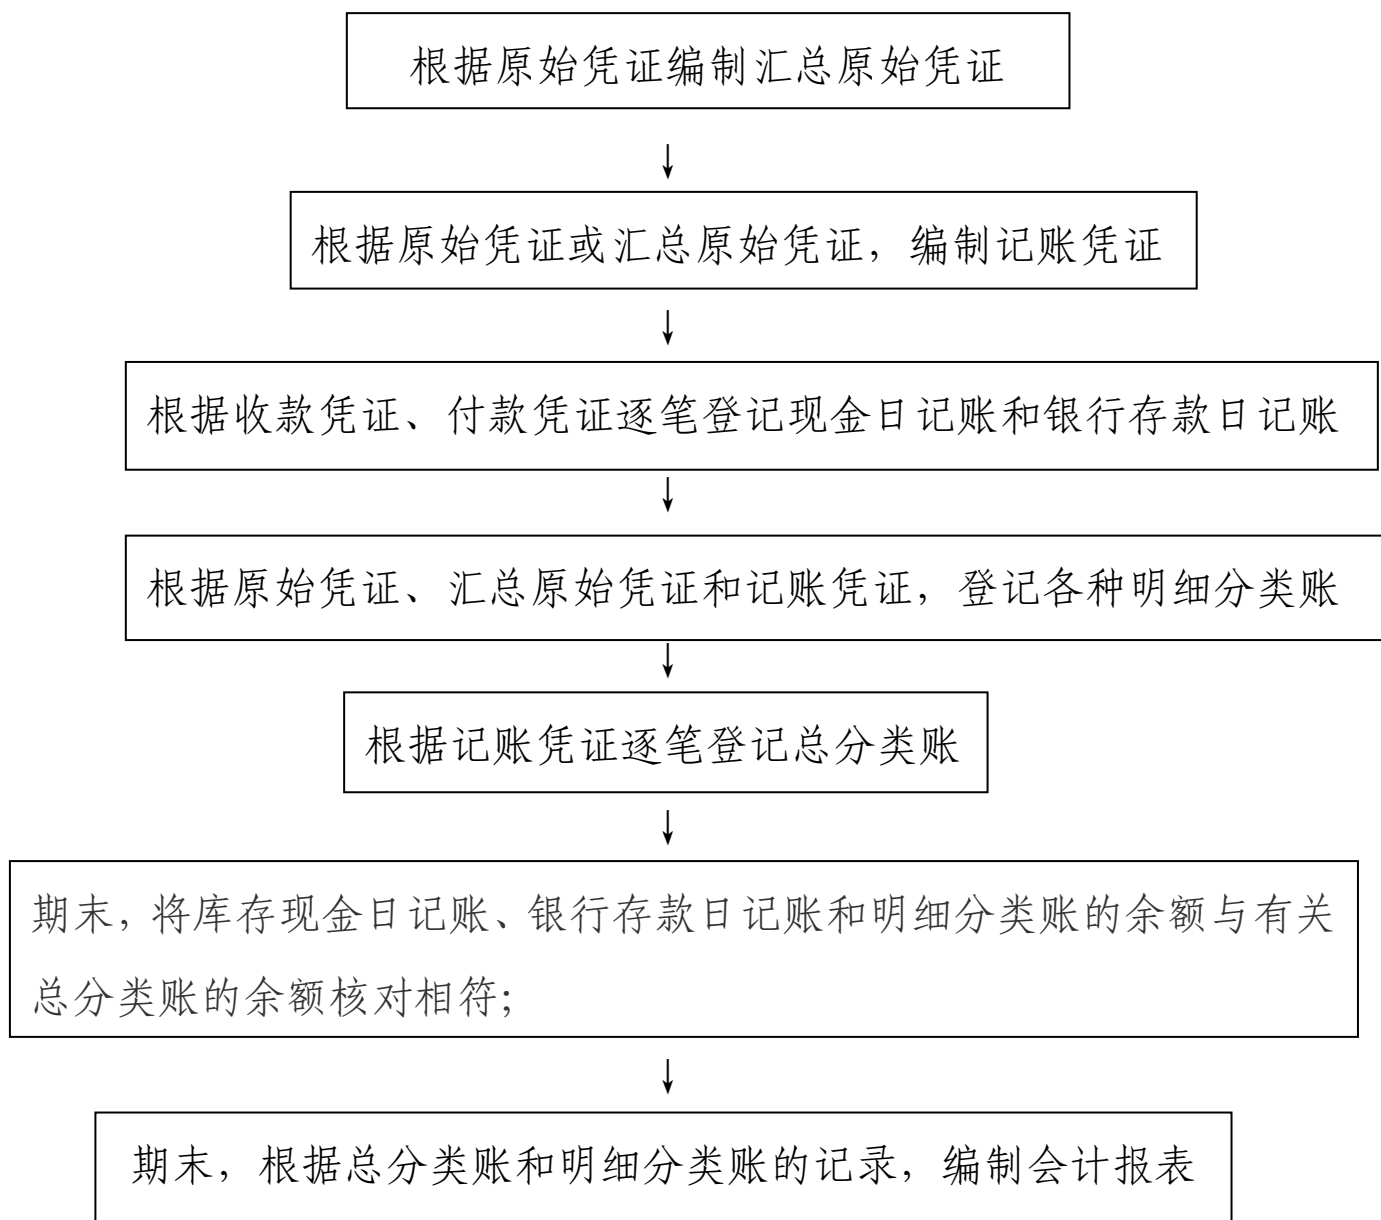 根据原始凭证编制汇总原始凭证
根据原始凭证或汇总原始凭证，编制记账凭证
根据收款凭证、付款凭证逐笔登记现金日记账和银行存款日记账
根据原始凭证、汇总原始凭证和记账凭证，登记各种明细分类账
根据记账凭证逐笔登记总分类账
期末，将库存现金日记账、银行存款日记账和明细分类账的余额与有关
总分类账的余额核对相符；
期末，根据总分类账和明细分类账的记录，编制会计报表